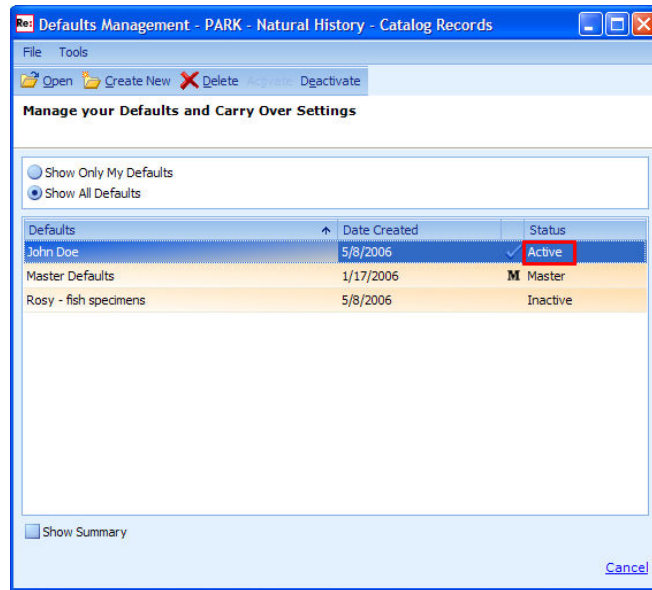 Re: Defaults Management - PARK - Natural History - Catalog Records
File Tools
Open Create New Delete Activate Deactivate
Manage your Defaults and Carry Over Settings
Show Only My Defaults
Show All Defaults
Defaults Date Created Status
John Doe 5/8/2006 Active
Master Defaults 1/17/2006 M Master
Rosy - fish specimens 5/8/2006 Inactive
Show Summary
Cancel